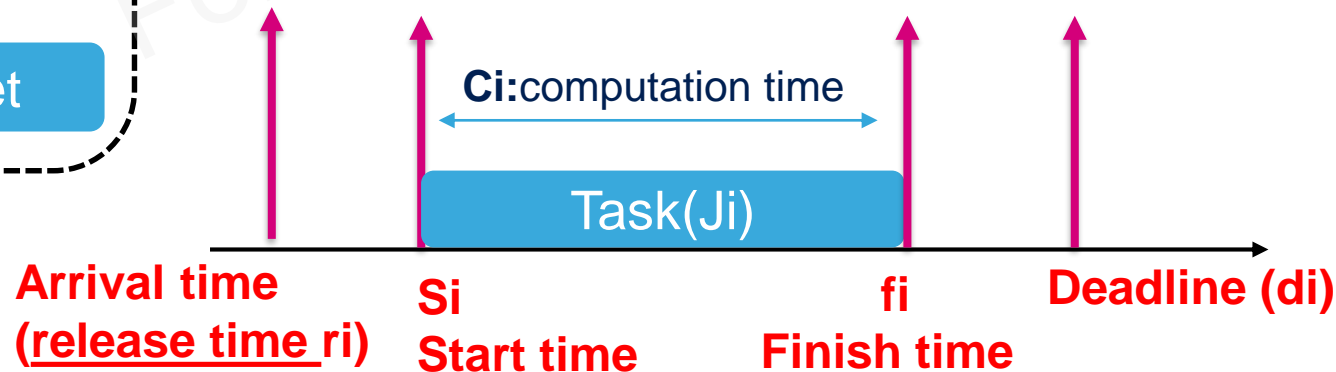 et
Ci:computation time
Task(Ji)
Arrival time
(release time ri)
Si
Start time
fi
Finish time
Deadline (di)